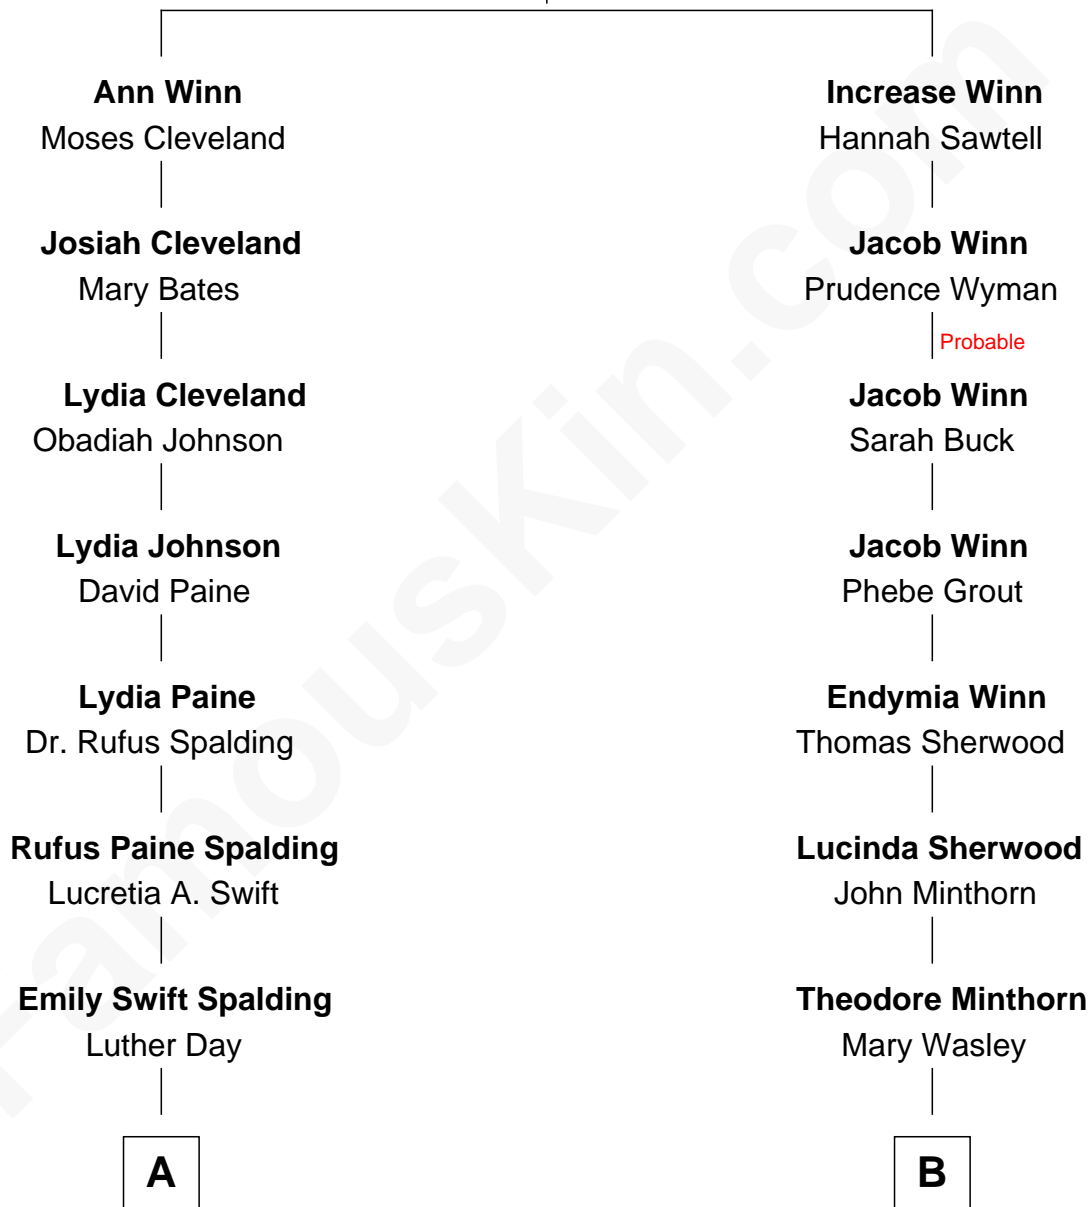 Ann Winn
Moses Cleveland
Josiah Cleveland
Mary Bates
Lydia Cleveland
Obadiah Johnson
Lydia Johnson
David Paine
Lydia Paine
Dr. Rufus Spalding
Rufus Paine Spalding
Lucretia A. Swift
Emily Swift Spalding
Luther Day
A
Increase Winn
Hannah Sawtell
Jacob Winn
Prudence Wyman
Probable
Jacob Winn
Sarah Buck
Jacob Winn
Phebe Grout
Endymia Winn
Thomas Sherwood
Lucinda Sherwood
John Minthorn
Theodore Minthorn
Mary Wasley
B
FamousKin.com